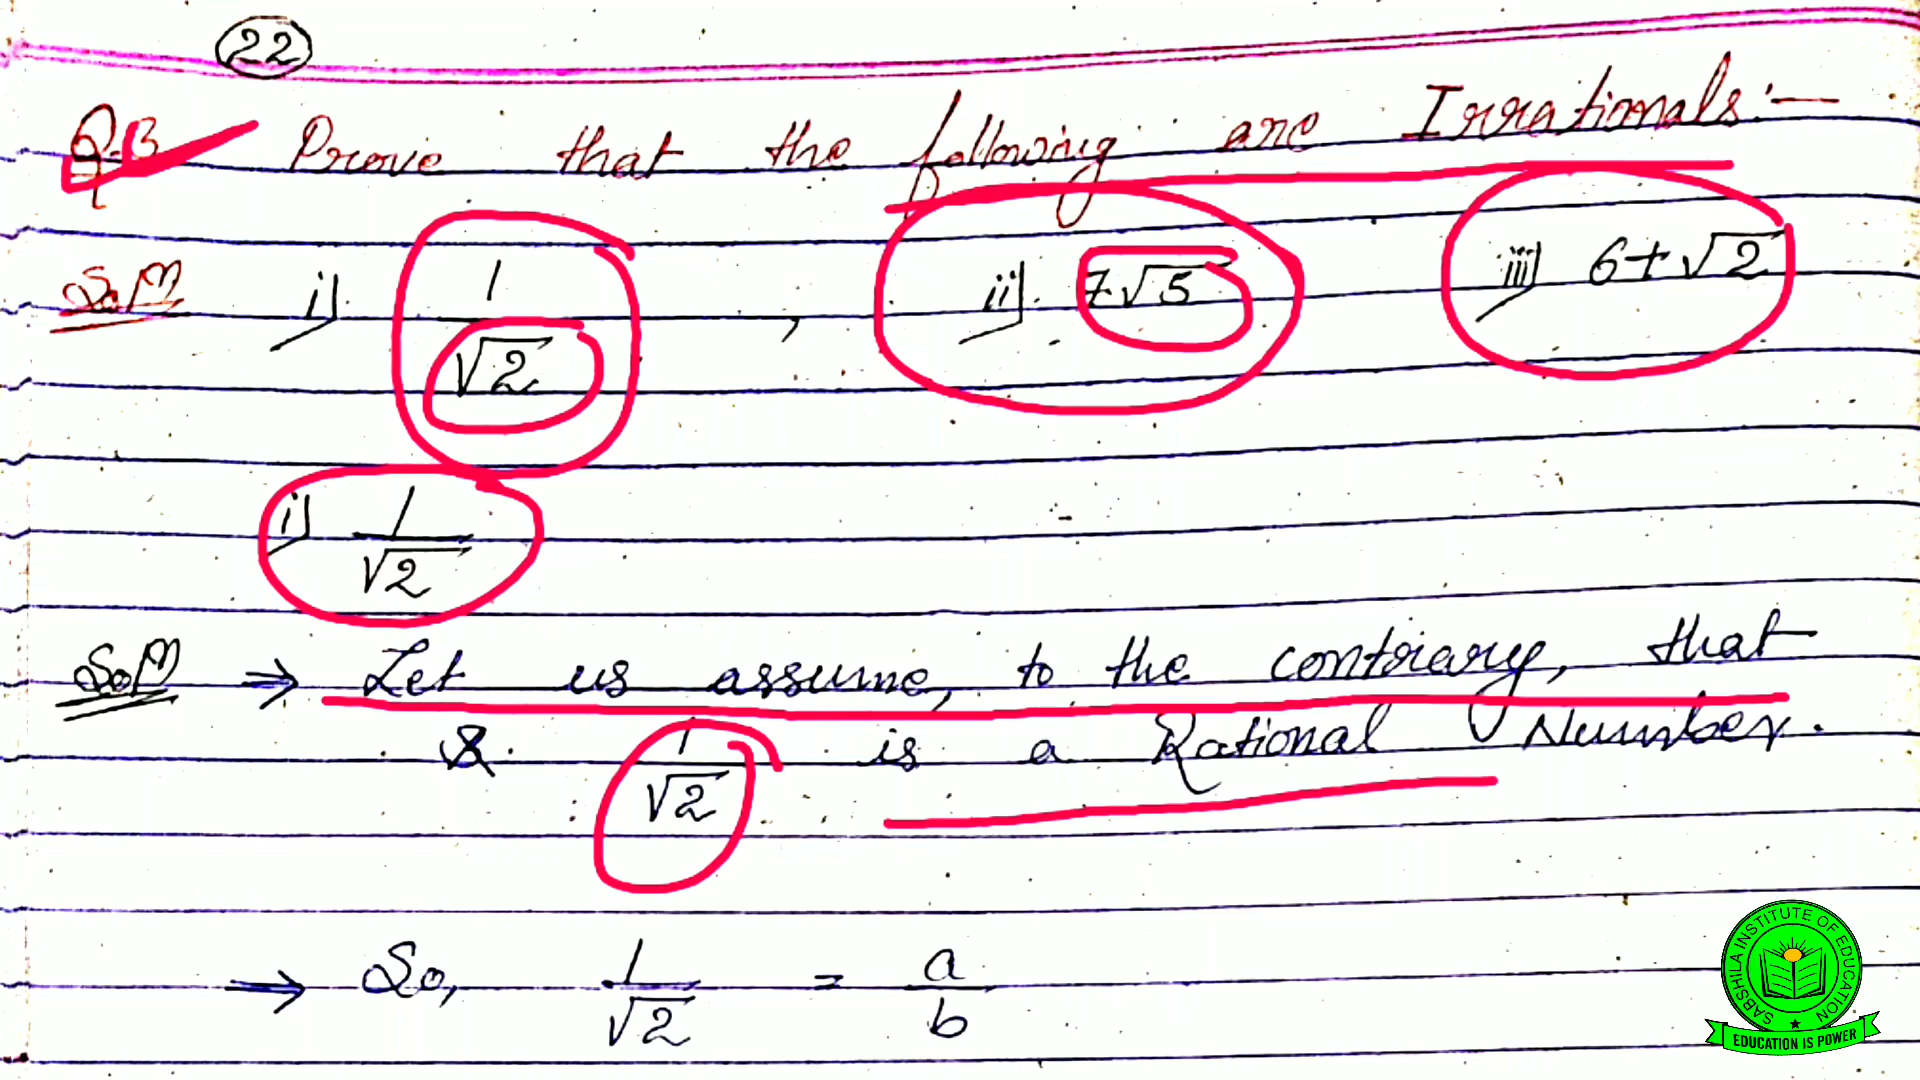 22
Q.3 Prove that the following are Irrationals:—
Soln i) 1/√2 , ii) 7√5 iii) 6+√2
i) 1/√2
Soln ⇒ Let us assume, to the contrary, that
1/√2 is a Rational Number.
⇒ So, 1/√2 = a/b
SABSHILA INSTITUTE OF EDUCATION
EDUCATION IS POWER